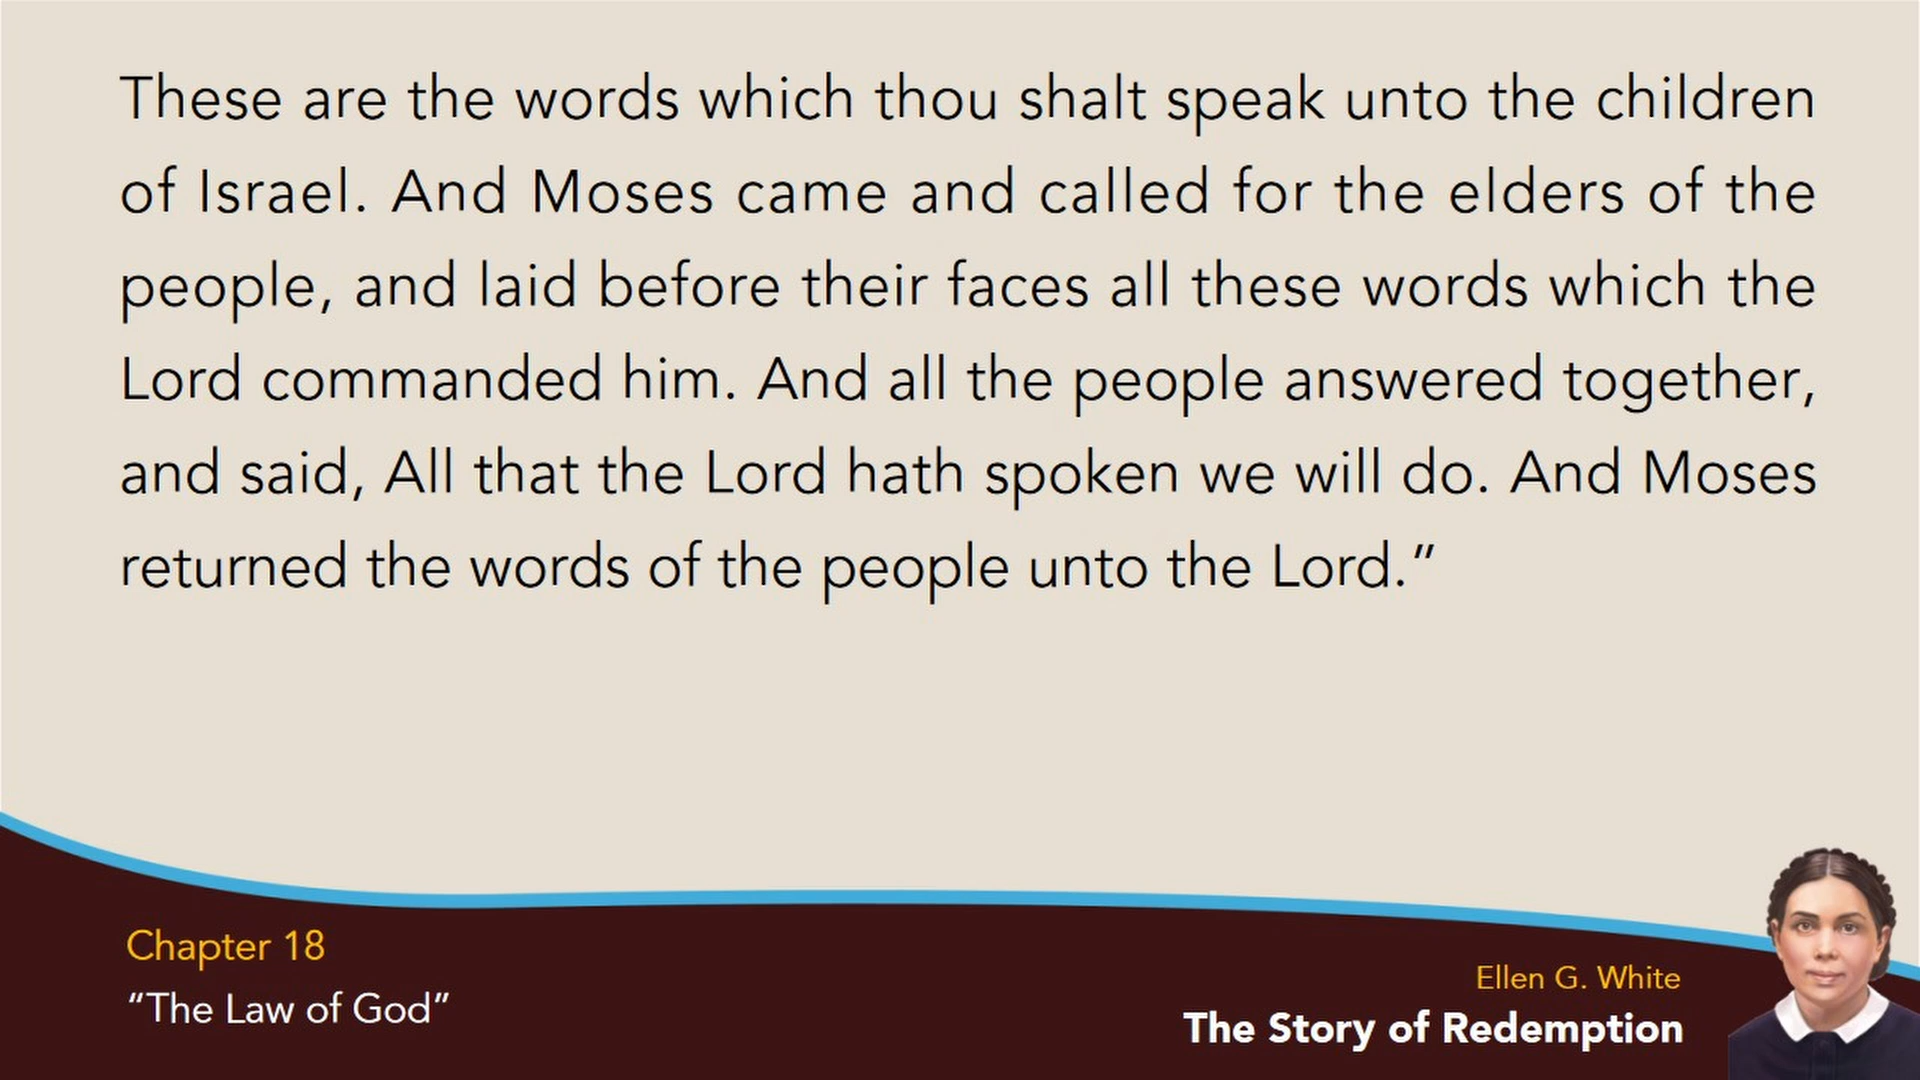 These are the words which thou shalt speak unto the children
of Israel. And Moses came and called for the elders of the
people, and laid before their faces all these words which the
Lord commanded him. And all the people answered together,
and said, All that the Lord hath spoken we will do. And Moses
returned the words of the people unto the Lord.”
Chapter 18
“The Law of God”
Ellen G. White
The Story of Redemption